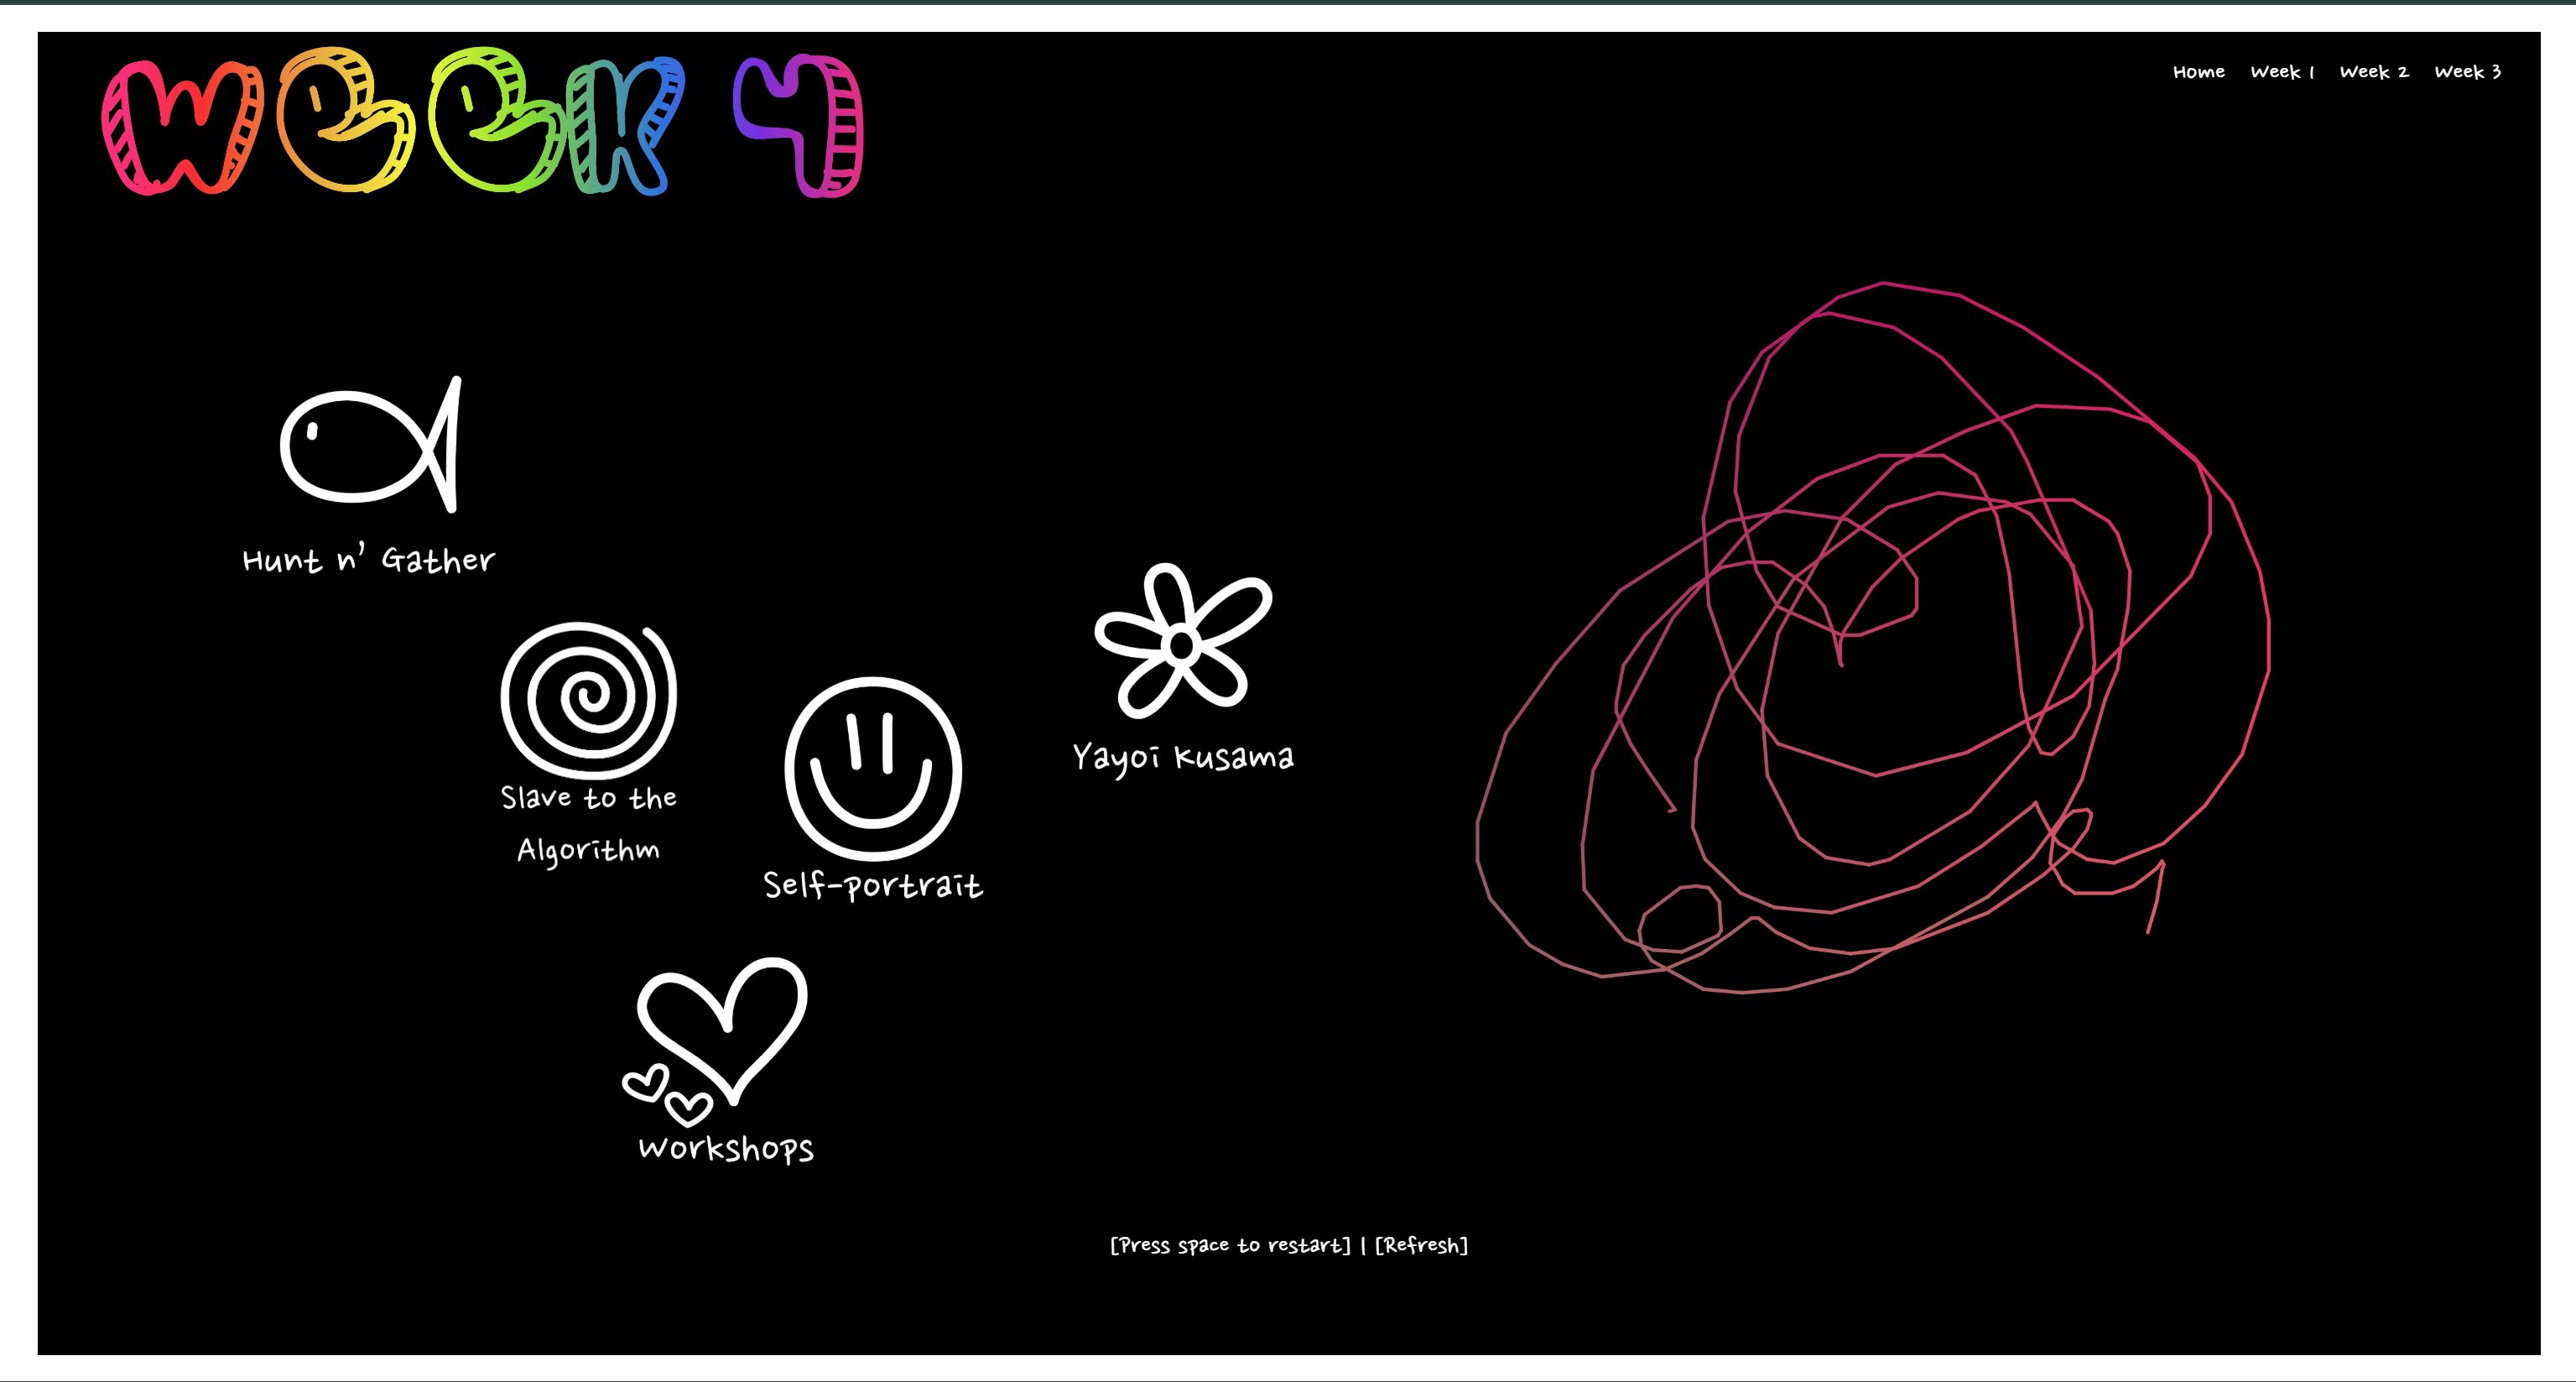 Week 4
Home Week 1 Week 2 Week 3
Hunt n' Gather
Slave to the
Algorithm
Self-portrait
Yayoi Kusama
Workshops
[Press space to restart] | [Refresh]